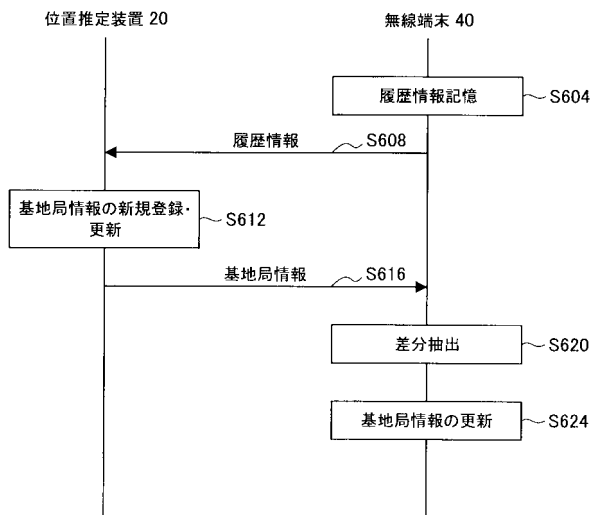 位置推定装置 20
無線端末 40
履歴情報記憶
S604
履歴情報
S608
基地局情報の新規登録・
更新
S612
基地局情報
S616
差分抽出
S620
基地局情報の更新
S624